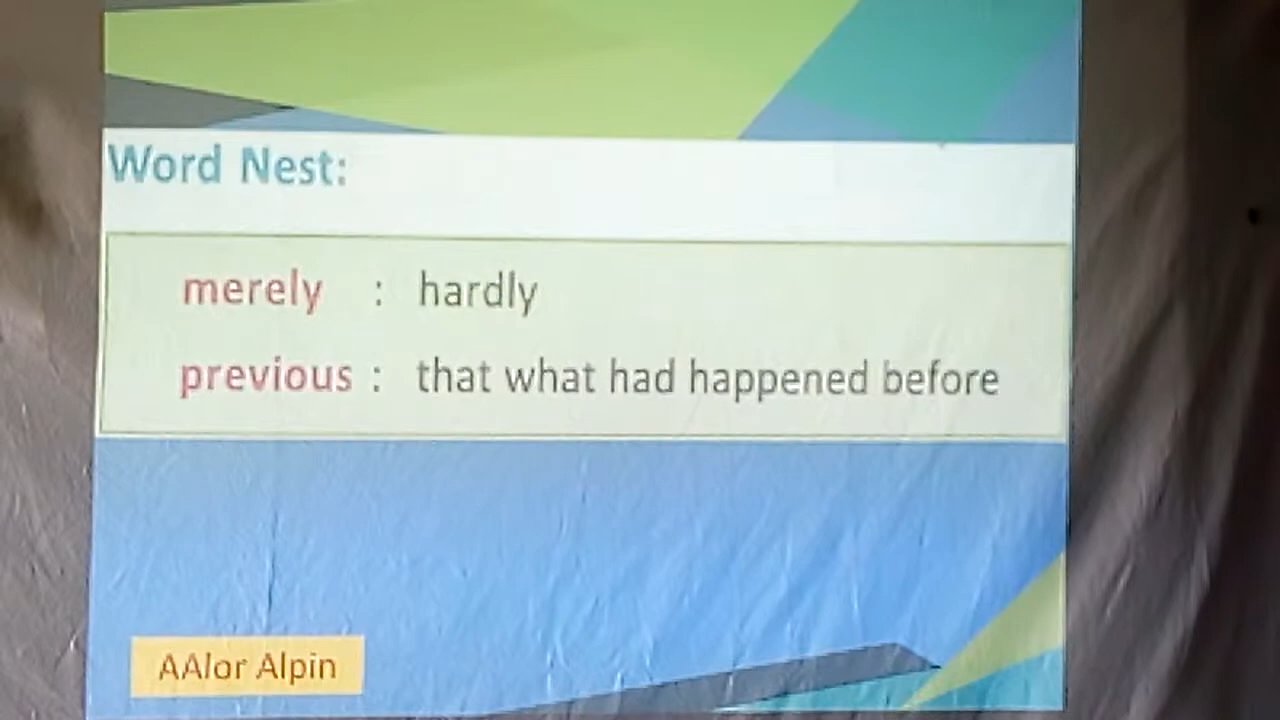 Word Nest:
merely : hardly
previous : that what had happened before
AAlor Alpin